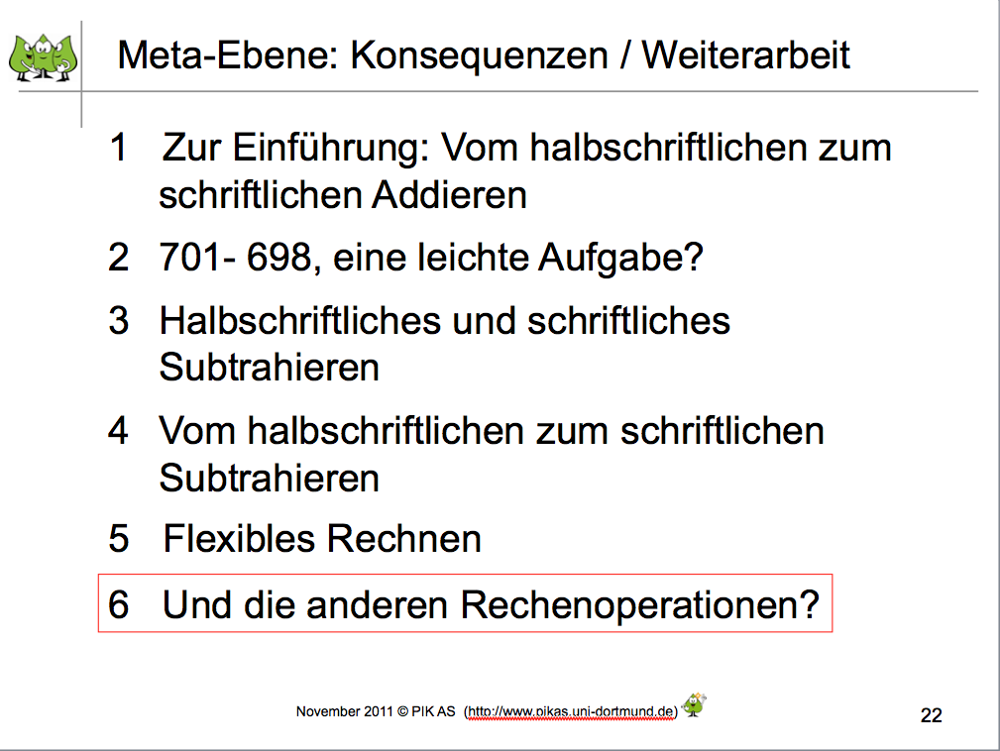 Meta-Ebene: Konsequenzen / Weiterarbeit
1 Zur Einführung: Vom halbschriftlichen zum
schriftlichen Addieren
2 701- 698, eine leichte Aufgabe?
3 Halbschriftliches und schriftliches
Subtrahieren
4 Vom halbschriftlichen zum schriftlichen
Subtrahieren
5 Flexibles Rechnen
6 Und die anderen Rechenoperationen?
November 2011 © PIK AS (http://www.pikas.uni-dortmund.de)
22